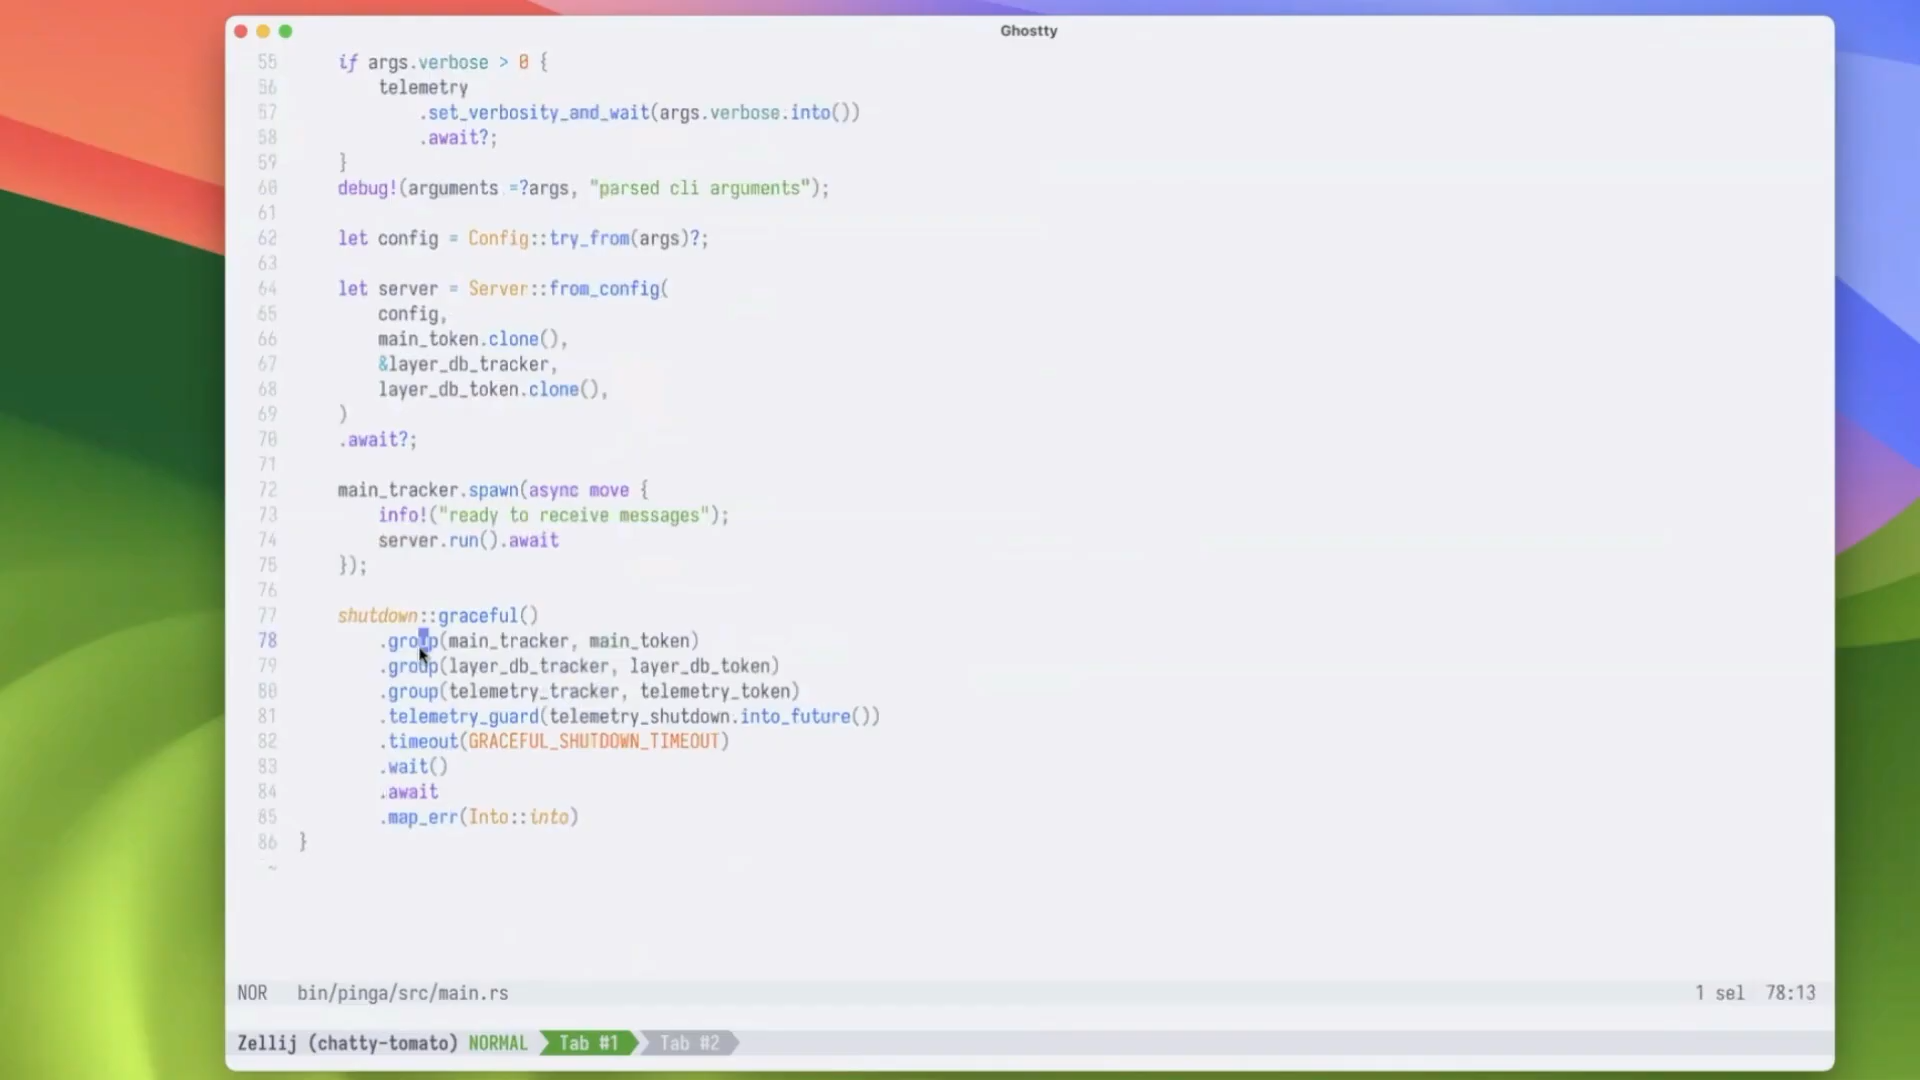 Ghostty
55 if args.verbose > 0 {
56 telemetry
57 .set_verbosity_and_wait(args.verbose.into())
58 .await?;
59 }
60 debug!(arguments =?args, "parsed cli arguments");
61
62 let config = Config::try_from(args)?;
63
64 let server = Server::from_config(
65 config,
66 main_token.clone(),
67 &layer_db_tracker,
68 layer_db_token.clone(),
69 )
70 .await?;
71
72 main_tracker.spawn(async move {
73 info!("ready to receive messages");
74 server.run().await
75 });
76
77 shutdown::graceful()
78 .group(main_tracker, main_token)
79 .group(layer_db_tracker, layer_db_token)
80 .group(telemetry_tracker, telemetry_token)
81 .telemetry_guard(telemetry_shutdown.into_future())
82 .timeout(GRACEFUL_SHUTDOWN_TIMEOUT)
83 .wait()
84 .await
85 .map_err(Into::into)
86 }
~
NOR bin/pinga/src/main.rs 1 sel 78:13
Zellij (chatty-tomato) NORMAL Tab #1 Tab #2